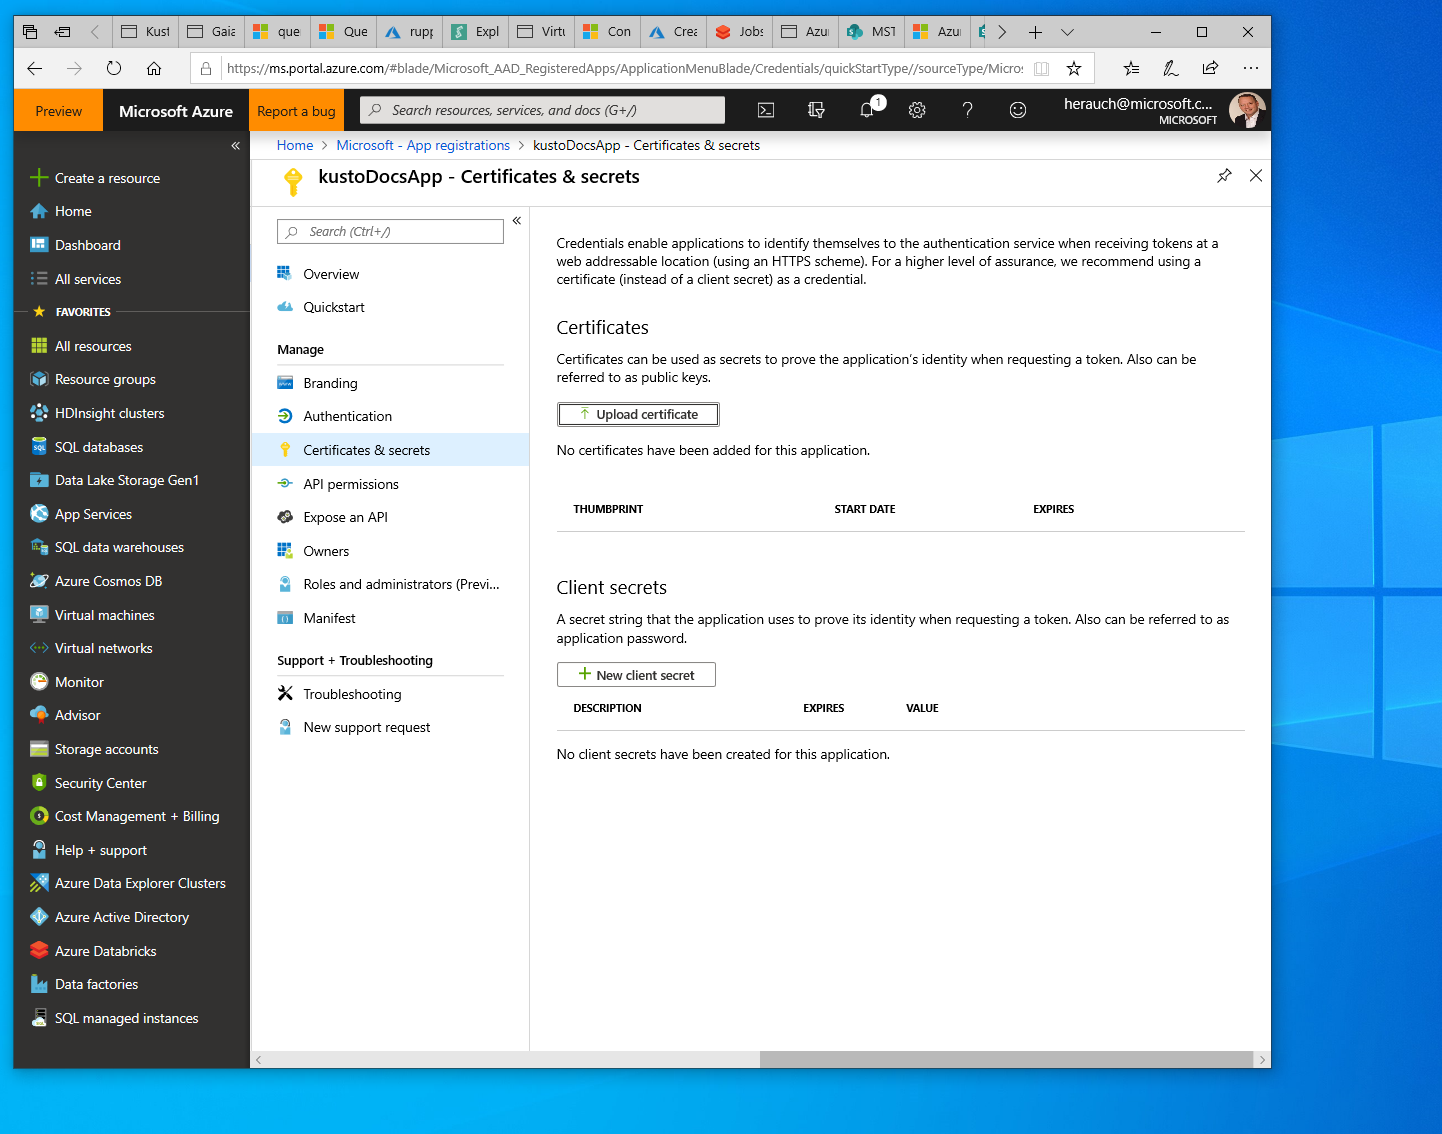 Kust
Gaia
que
Que
rupp
Expl
Virtu
Con
Crea
Jobs
Azu
MST
Azu
https://ms.portal.azure.com/#blade/Microsoft_AAD_RegisteredApps/ApplicationMenuBlade/Credentials/quickStartType//sourceType/Micros
Preview
Microsoft Azure
Report a bug
Search resources, services, and docs (G+/)
1
herauch@microsoft.c...
MICROSOFT
Home > Microsoft - App registrations > kustoDocsApp - Certificates & secrets
kustoDocsApp - Certificates & secrets
Create a resource
Home
Dashboard
All services
FAVORITES
All resources
Resource groups
HDInsight clusters
SQL databases
Data Lake Storage Gen1
App Services
SQL data warehouses
Azure Cosmos DB
Virtual machines
Virtual networks
Monitor
Advisor
Storage accounts
Security Center
Cost Management + Billing
Help + support
Azure Data Explorer Clusters
Azure Active Directory
Azure Databricks
Data factories
SQL managed instances
Search (Ctrl+/)
Overview
Quickstart
Manage
Branding
Authentication
Certificates & secrets
API permissions
Expose an API
Owners
Roles and administrators (Previ...
Manifest
Support + Troubleshooting
Troubleshooting
New support request
Credentials enable applications to identify themselves to the authentication service when receiving tokens at a
web addressable location (using an HTTPS scheme). For a higher level of assurance, we recommend using a
certificate (instead of a client secret) as a credential.
Certificates
Certificates can be used as secrets to prove the application's identity when requesting a token. Also can be
referred to as public keys.
Upload certificate
No certificates have been added for this application.
THUMBPRINT START DATE EXPIRES
Client secrets
A secret string that the application uses to prove its identity when requesting a token. Also can be referred to as
application password.
New client secret
DESCRIPTION EXPIRES VALUE
No client secrets have been created for this application.